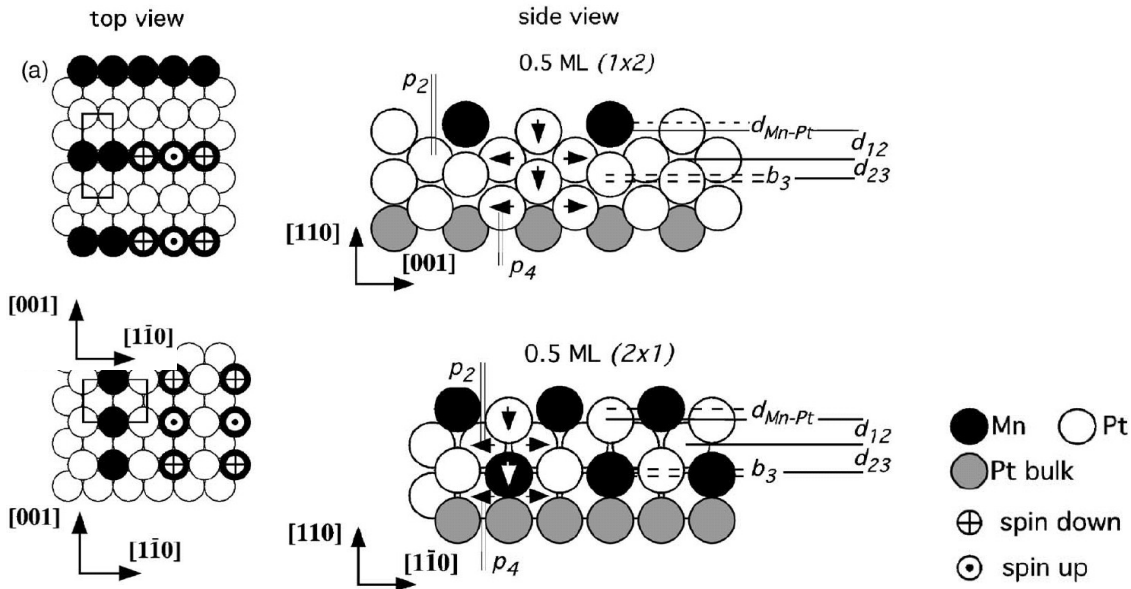 top view
side view
(a)
0.5 ML (1x2)
p2
dMn-Pt
d12
d23
b3
[110]
[001]
p4
[001]
[11̄0]
0.5 ML (2x1)
p2
dMn-Pt
d12
d23
b3
Mn
Pt
Pt bulk
[001]
[11̄0]
[110]
[11̄0]
p4
spin down
spin up